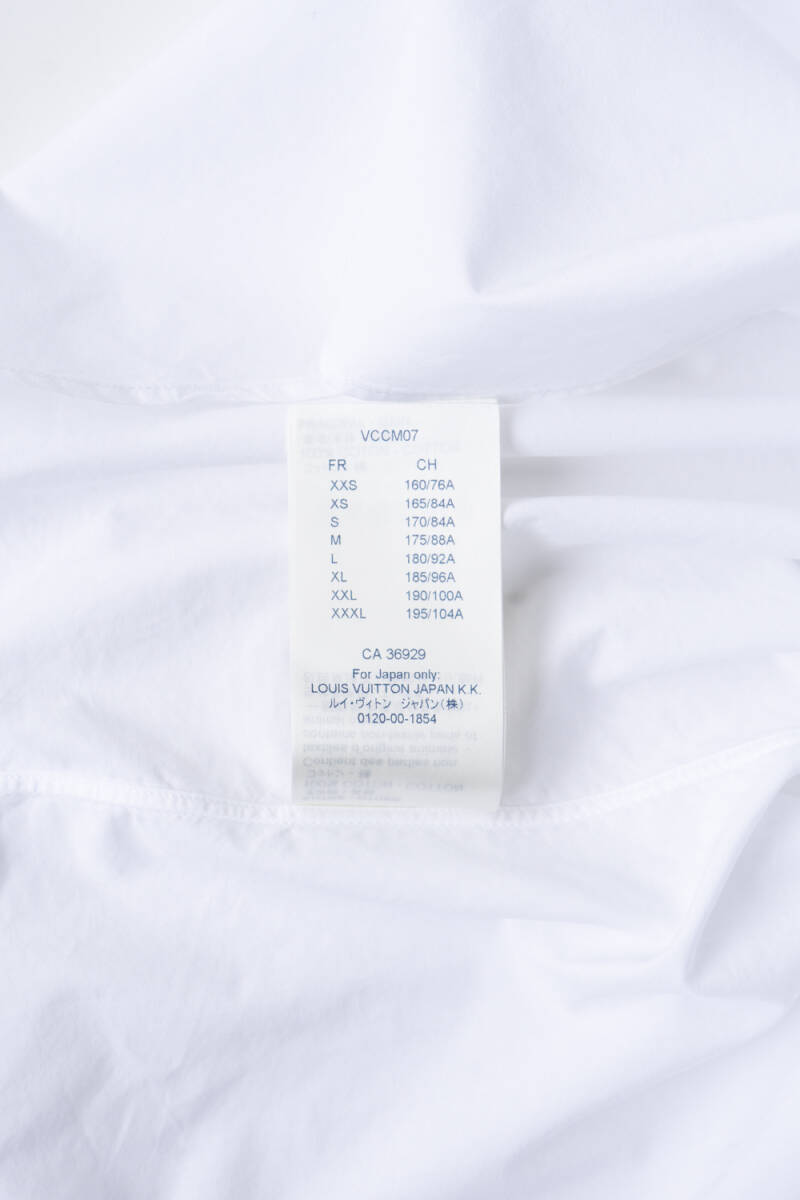 VCCM07
FR CH
XXS 160/76A
XS 165/84A
S 170/84A
M 175/88A
L 180/92A
XL 185/96A
XXL 190/100A
XXXL 195/104A
CA 36929
For Japan only:
LOUIS VUITTON JAPAN K.K.
ルイ・ヴィトン ジャパン(株)
0120-00-1854